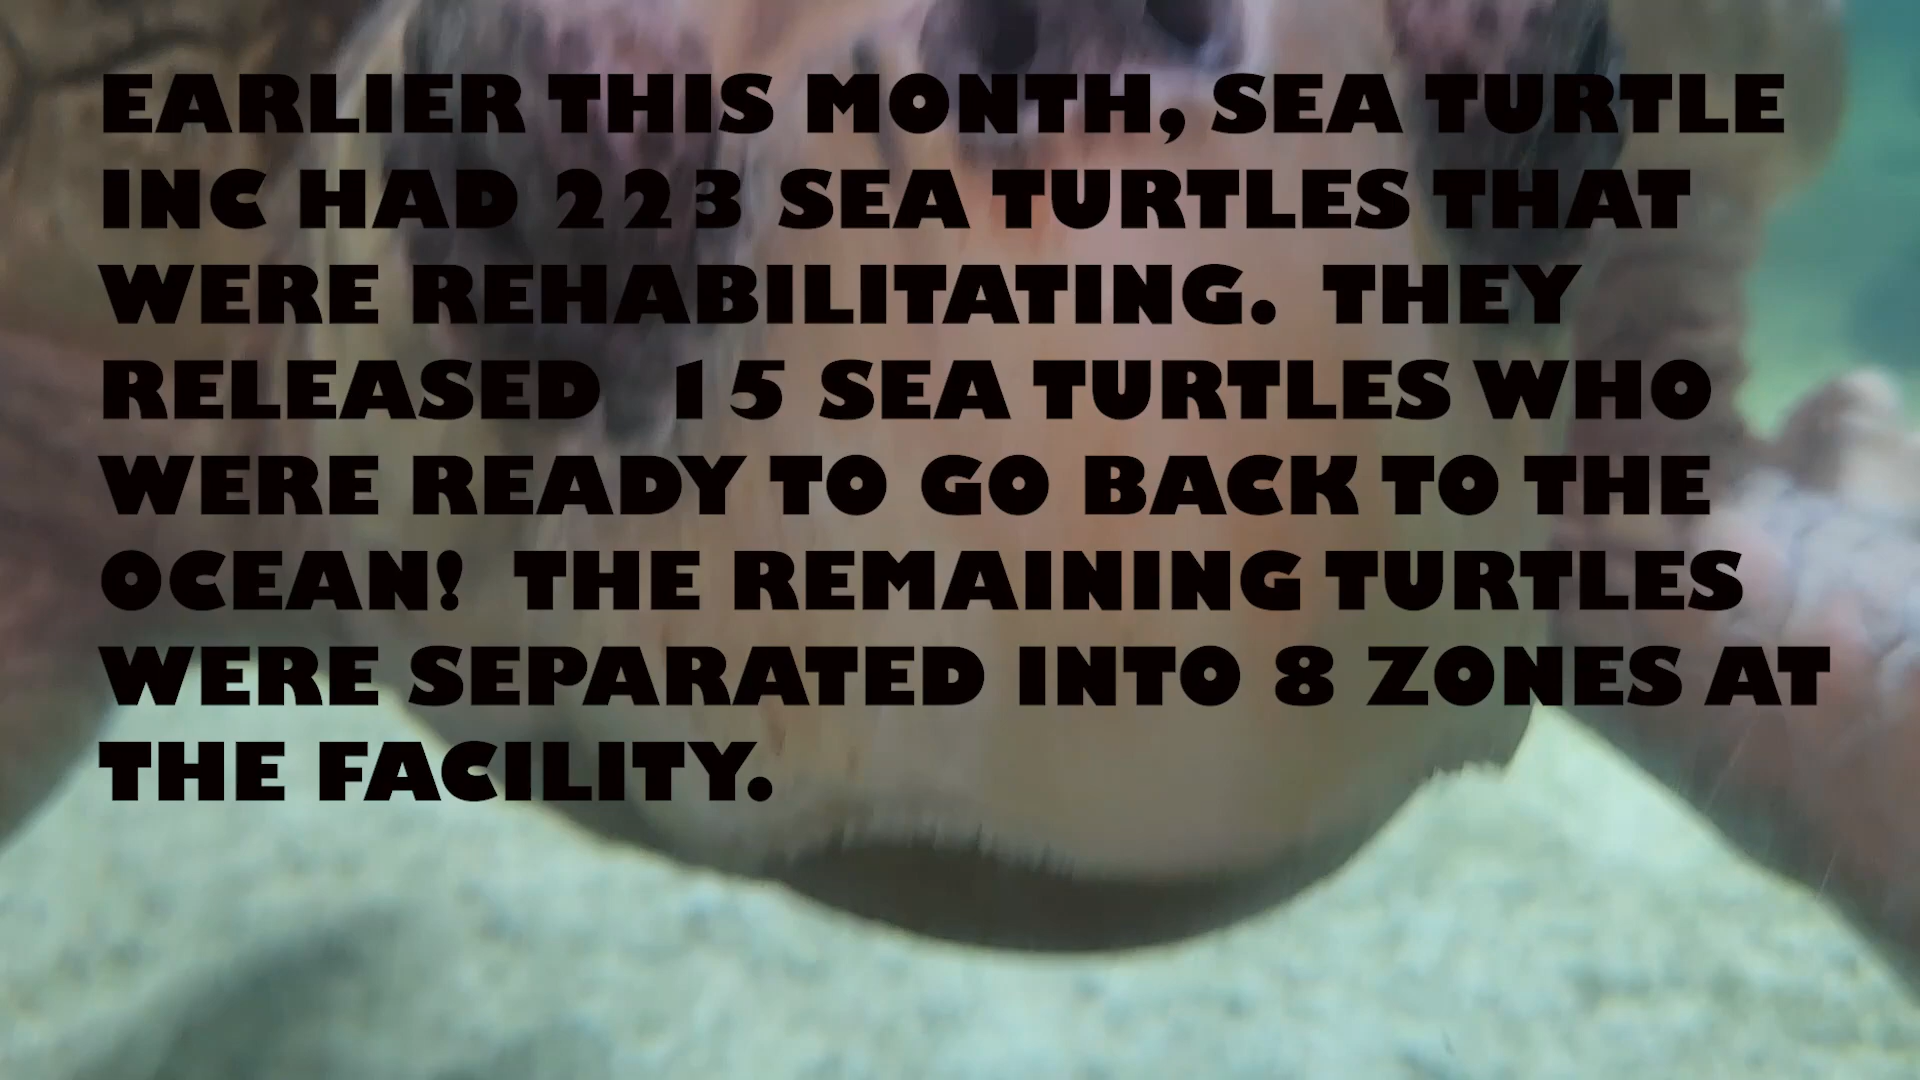 EARLIER THIS MONTH, SEA TURTLE
INC HAD 223 SEA TURTLES THAT
WERE REHABILITATING. THEY
RELEASED 15 SEA TURTLES WHO
WERE READY TO GO BACK TO THE
OCEAN! THE REMAINING TURTLES
WERE SEPARATED INTO 8 ZONES AT
THE FACILITY.